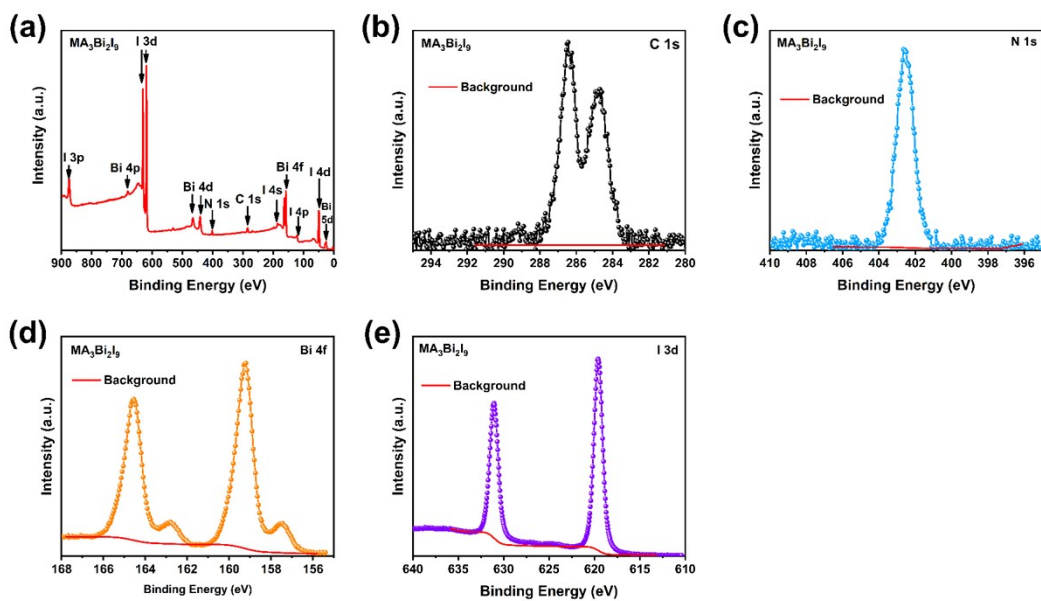 (a)
MA₃Bi₂I₉
I 3d
I 3p
Bi 4p
Bi 4d
N 1s
C 1s
I 4s
Bi 4f
I 4p
I 4d
Bi
5d
Intensity (a.u.)
900 800 700 600 500 400 300 200 100 0
Binding Energy (eV)
(b)
MA₃Bi₂I₉
C 1s
Background
Intensity (a.u.)
294 292 290 288 286 284 282 280
Binding Energy (eV)
(c)
MA₃Bi₂I₉
N 1s
Background
Intensity (a.u.)
410 408 406 404 402 400 398 396
Binding Energy (eV)
(d)
MA₃Bi₂I₉
Bi 4f
Background
Intensity (a.u.)
168 166 164 162 160 158 156
Binding Energy (eV)
(e)
MA₃Bi₂I₉
I 3d
Background
Intensity (a.u.)
640 635 630 625 620 615 610
Binding Energy (eV)